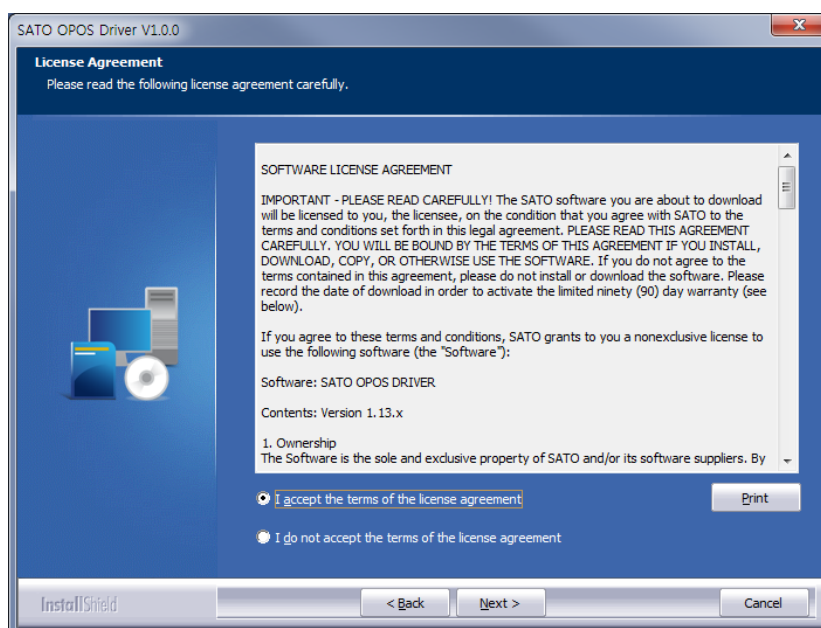 SATO OPOS Driver V1.0.0
License Agreement
Please read the following license agreement carefully.
SOFTWARE LICENSE AGREEMENT
IMPORTANT - PLEASE READ CAREFULLY! The SATO software you are about to download
will be licensed to you, the licensee, on the condition that you agree with SATO to the
terms and conditions set forth in this legal agreement. PLEASE READ THIS AGREEMENT
CAREFULLY. YOU WILL BE BOUND BY THE TERMS OF THIS AGREEMENT IF YOU INSTALL,
DOWNLOAD, COPY, OR OTHERWISE USE THE SOFTWARE. If you do not agree to the
terms contained in this agreement, please do not install or download the software. Please
record the date of download in order to activate the limited ninety (90) day warranty (see
below).
If you agree to these terms and conditions, SATO grants to you a nonexclusive license to
use the following software (the "Software"):
Software: SATO OPOS DRIVER
Contents: Version 1.13.x
1. Ownership
The Software is the sole and exclusive property of SATO and/or its software suppliers. By
I accept the terms of the license agreement
Print
I do not accept the terms of the license agreement
InstallShield
< Back
Next >
Cancel